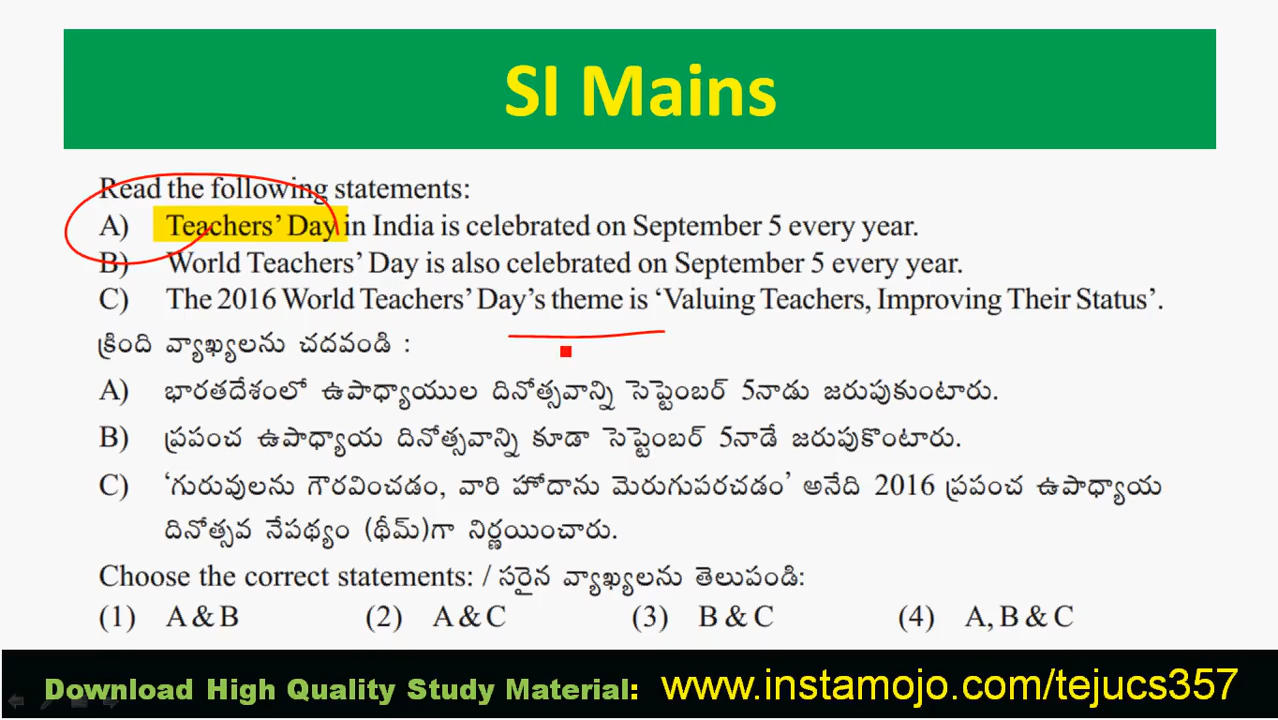 SI Mains
Read the following statements:
A) Teachers’ Day in India is celebrated on September 5 every year.
B) World Teachers’ Day is also celebrated on September 5 every year.
C) The 2016 World Teachers’ Day’s theme is ‘Valuing Teachers, Improving Their Status’.
క్రింది వ్యాఖ్యలను చదవండి :
A) భారతదేశంలో ఉపాధ్యాయుల దినోత్సవాన్ని సెప్టెంబర్ 5నాడు జరుపుకుంటారు.
B) ప్రపంచ ఉపాధ్యాయ దినోత్సవాన్ని కూడా సెప్టెంబర్ 5నాడే జరుపుకొంటారు.
C) ‘గురువులను గౌరవించడం, వారి హోదాను మెరుగుపరచడం’ అనేది 2016 ప్రపంచ ఉపాధ్యాయ
దినోత్సవ నేపథ్యం (థీమ్)గా నిర్ణయించారు.
Choose the correct statements: / సరైన వ్యాఖ్యలను తెలుపండి:
(1) A & B (2) A & C (3) B & C (4) A, B & C
Download High Quality Study Material: www.instamojo.com/tejucs357